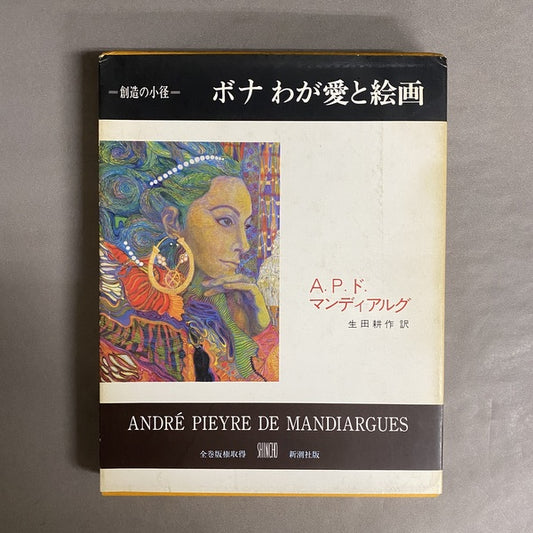 創造の小径
ボナ わが愛と絵画
A.P.ド.
マンディアルグ
生田耕作 訳
ANDRÉ PIEYRE DE MANDIARGUES
全巻版権取得 SHINCHO 新潮社版